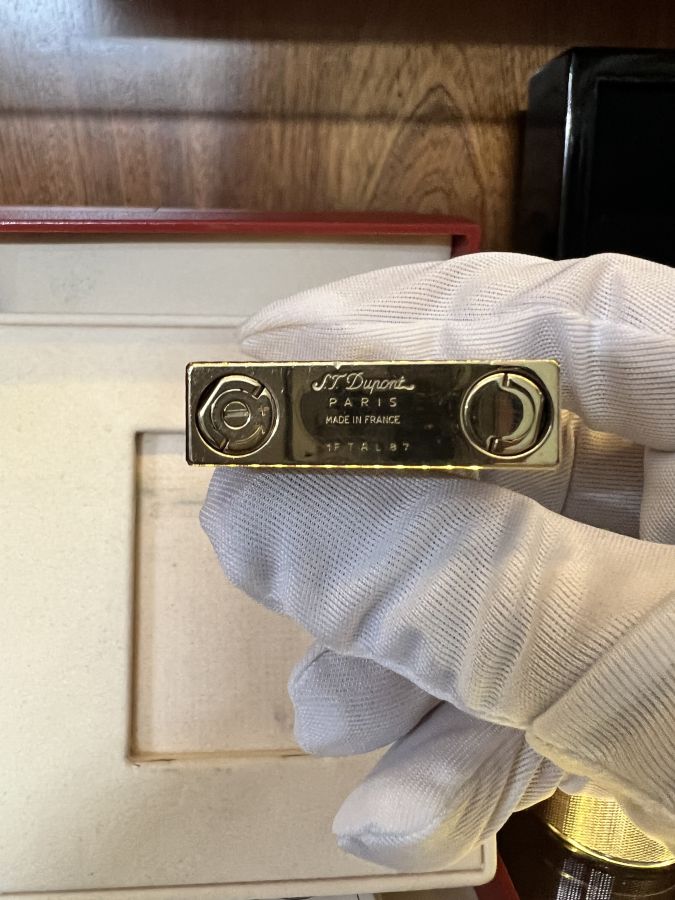 S.T. Dupont
PARIS
MADE IN FRANCE
1FTAL87
+
-